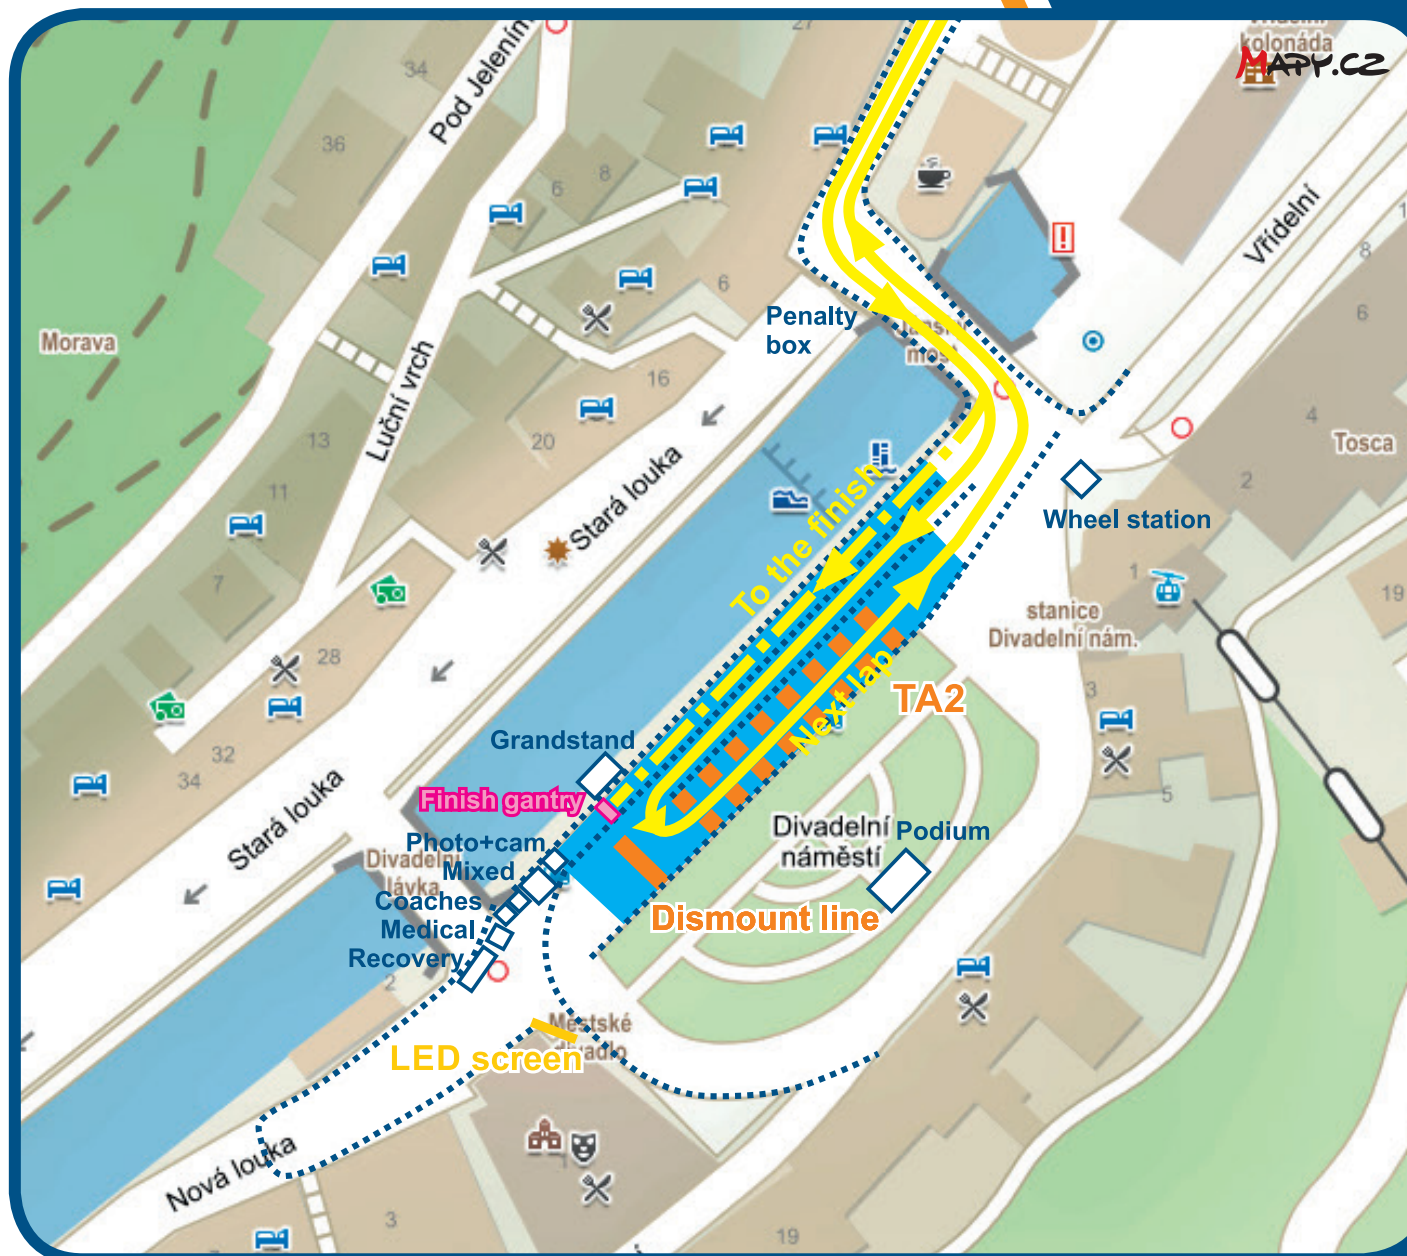 kolonáda
MAPY.CZ
27
34
Pod Jelením
36
6
8
Vřídelní
8
6
6
Penalty
box
most
Morava
16
Luční vrch
4
Tosca
13
20
2
11
Stará louka
To the finish
Wheel station
7
1
19
stanice
Divadelní nám.
28
3
Next lap
TA2
32
34
Grandstand
5
Finish gantry
Stará louka
Divadelní
náměstí
Podium
Photo+cam
Divadelní
lávka
Mixed
Coaches
Medical
Recovery
Dismount line
2
Městské
divadlo
LED screen
Nová louka
3
19